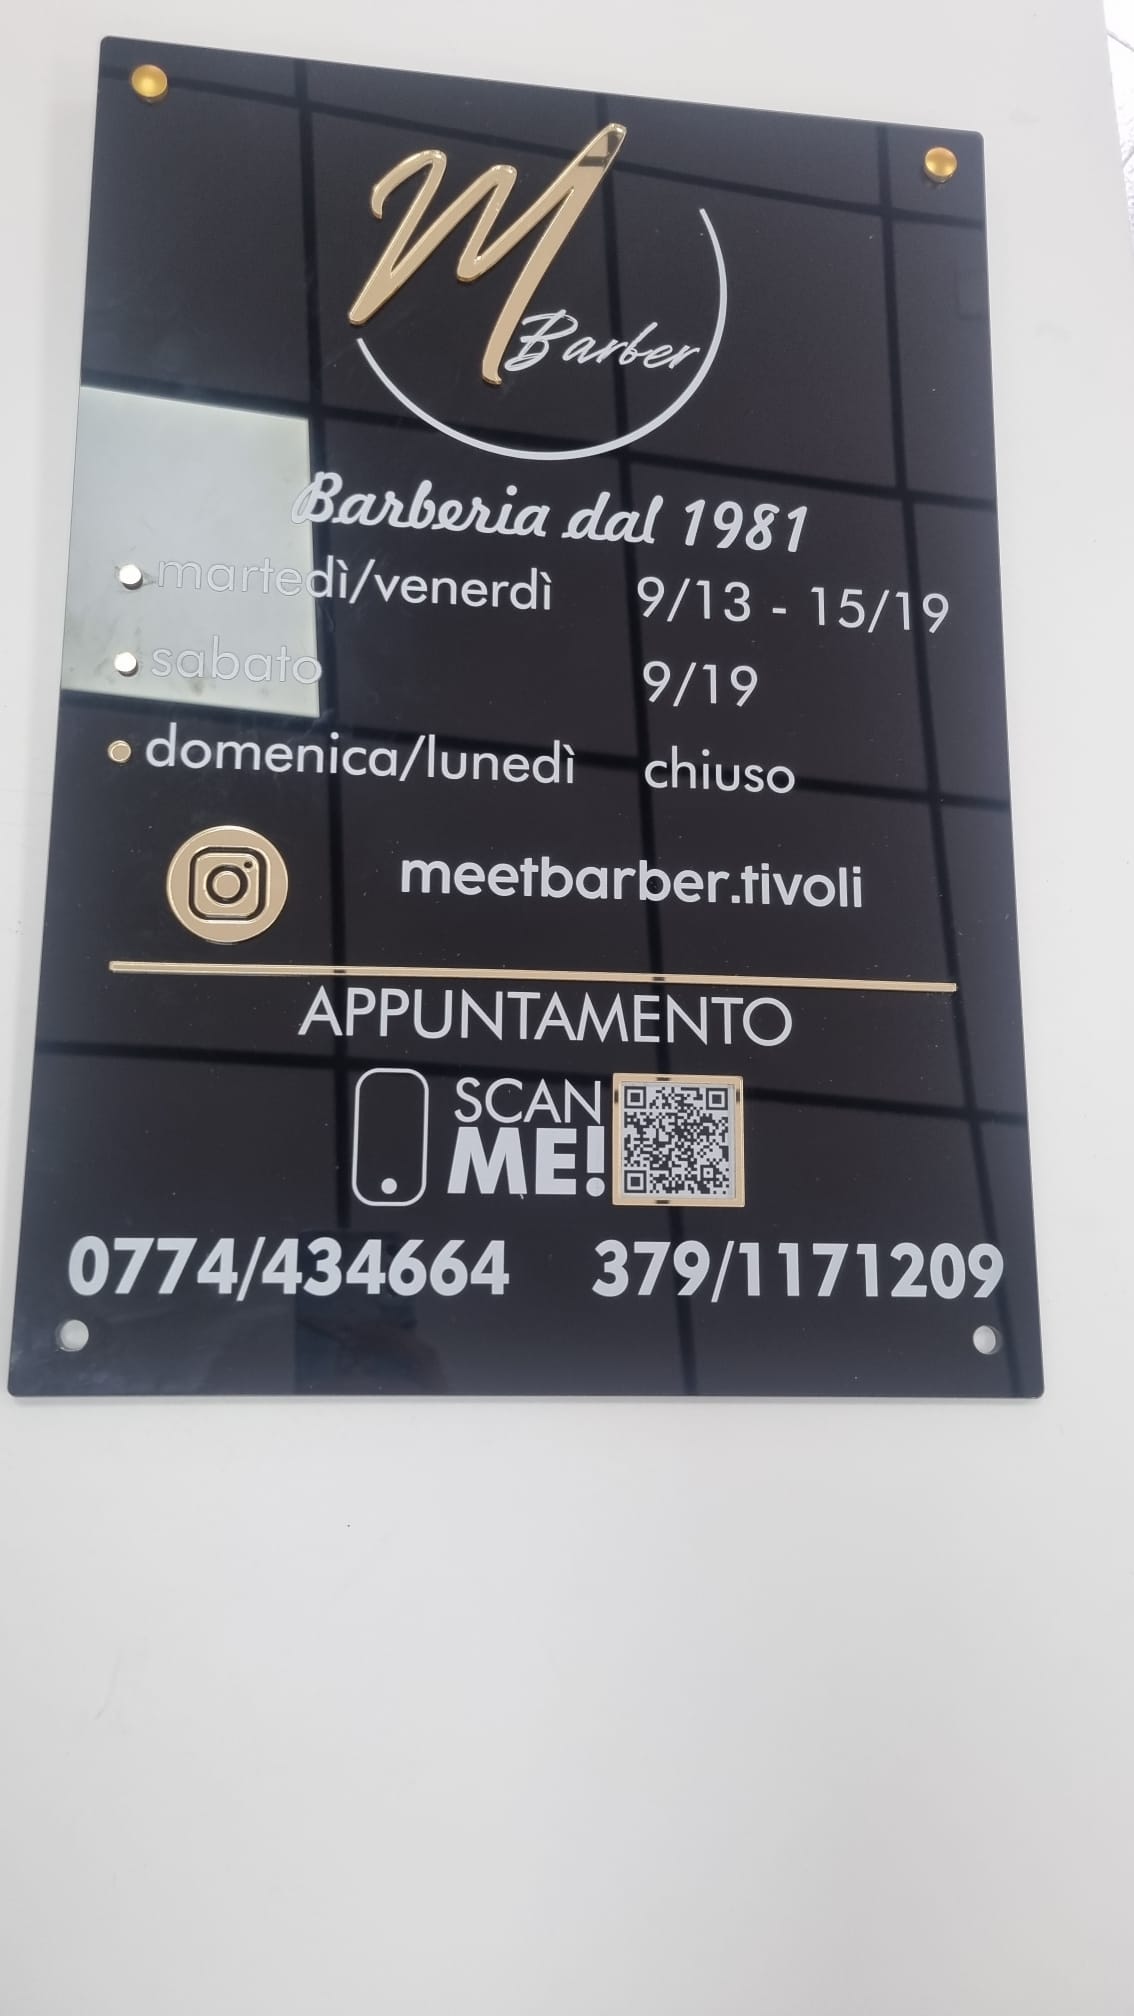 M
Barber
Barberia dal 1981
martedì/venerdì 9/13 - 15/19
sabato 9/19
domenica/lunedì chiuso
meetbarber.tivoli
APPUNTAMENTO
SCAN
ME!
0774/434664 379/1171209